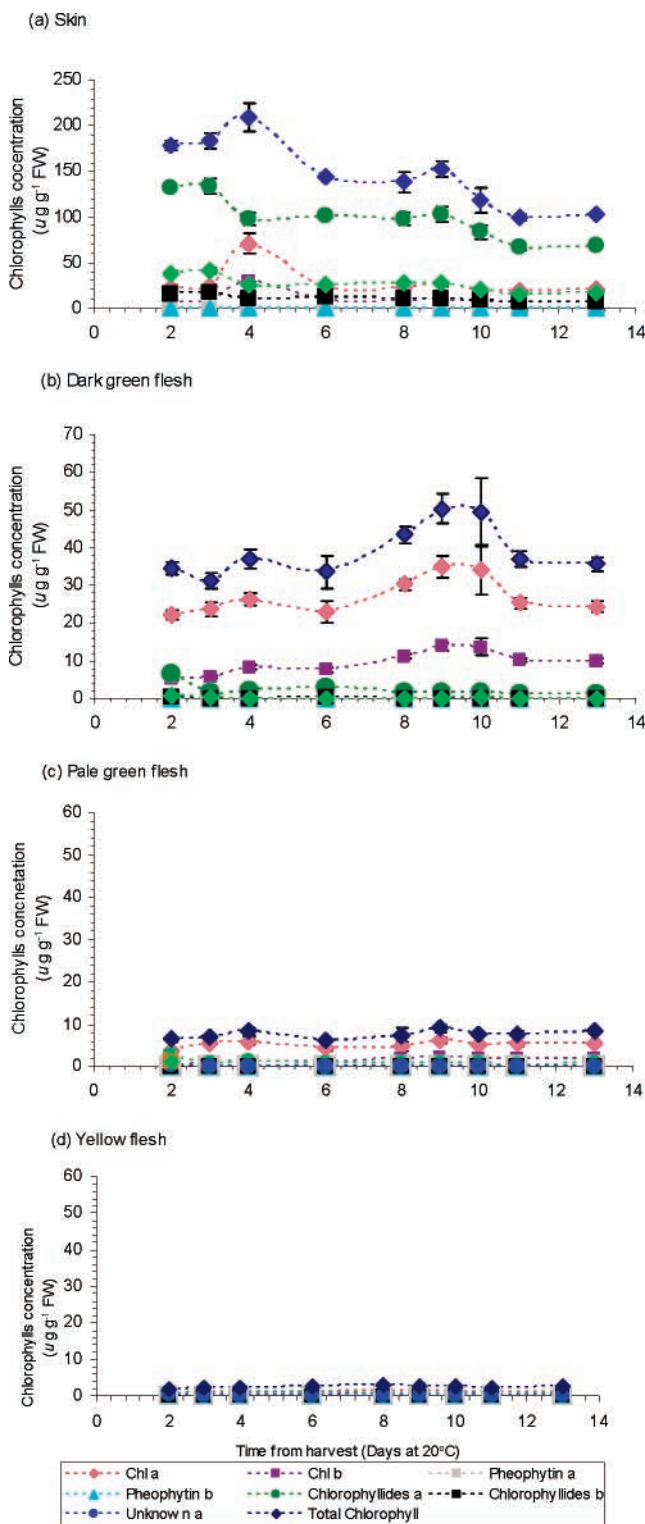 (a) Skin
250
200
150
100
50
0
0 2 4 6 8 10 12 14
Chlorophylls cocentration
(ug g-1 FW)
(b) Dark green flesh
70
60
50
40
30
20
10
0
0 2 4 6 8 10 12 14
Chlorophylls concentration
(ug g-1 FW)
(c) Pale green flesh
60
50
40
30
20
10
0
0 2 4 6 8 10 12 14
Chlorophylls concnetation
(ug g-1 FW)
(d) Yellow flesh
60
50
40
30
20
10
0
0 2 4 6 8 10 12 14
Chlorophylls concentration
(ug g-1 FW)
Time from harvest (Days at 20°C)
Chl a Chl b Pheophytin a
Pheophytin b Chlorophyllides a Chlorophyllides b
Unknow n a Total Chlorophyll